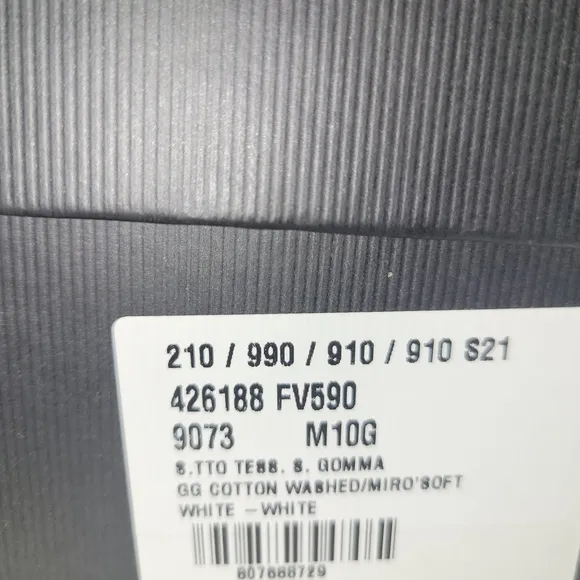 210 / 990 / 910 / 910 S21
426188 FV590
9073 M10G
S.TTO TESS. S. GOMMA
GG COTTON WASHED/MIRO'SOFT
WHITE - WHITE
807688729